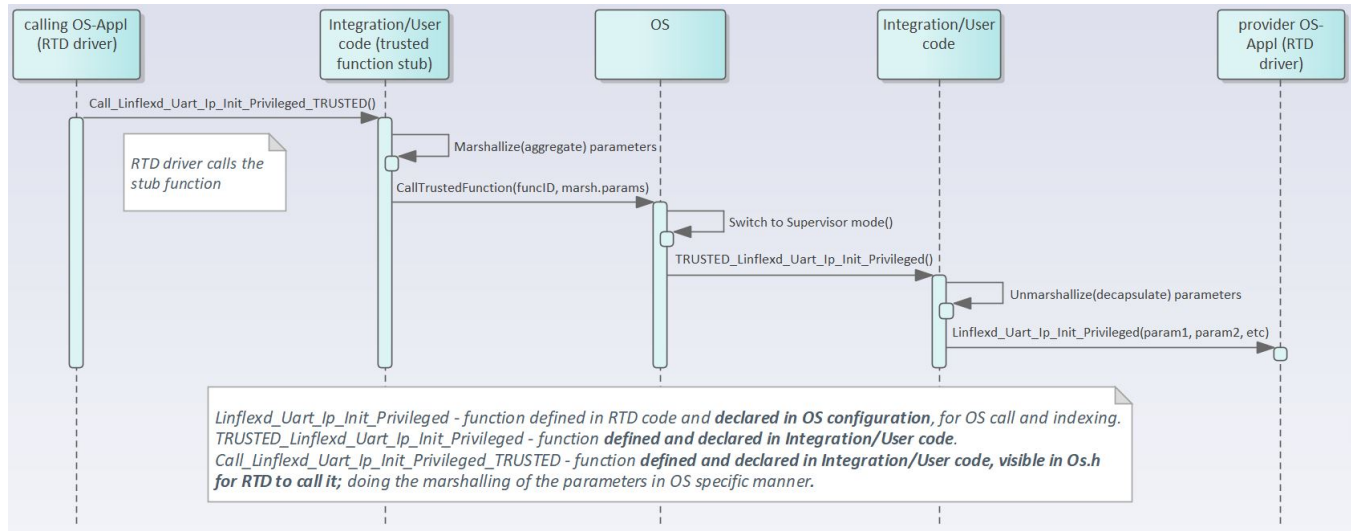 calling OS-Appl
(RTD driver)
Integration/User
code (trusted
function stub)
OS
Integration/User
code
provider OS-
Appl (RTD
driver)
Call_Linflexd_Uart_Ip_Init_Privileged_TRUSTED()
RTD driver calls the
stub function
Marshallize(aggregate) parameters
CallTrustedFunction(funcID, marsh.params)
Switch to Supervisor mode()
TRUSTED_Linflexd_Uart_Ip_Init_Privileged()
Unmarshallize(decapsulate) parameters
Linflexd_Uart_Ip_Init_Privileged(param1, param2, etc)
Linflexd_Uart_Ip_Init_Privileged - function defined in RTD code and declared in OS configuration, for OS call and indexing.
TRUSTED_Linflexd_Uart_Ip_Init_Privileged - function defined and declared in Integration/User code.
Call_Linflexd_Uart_Ip_Init_Privileged_TRUSTED - function defined and declared in Integration/User code, visible in Os.h
for RTD to call it; doing the marshalling of the parameters in OS specific manner.